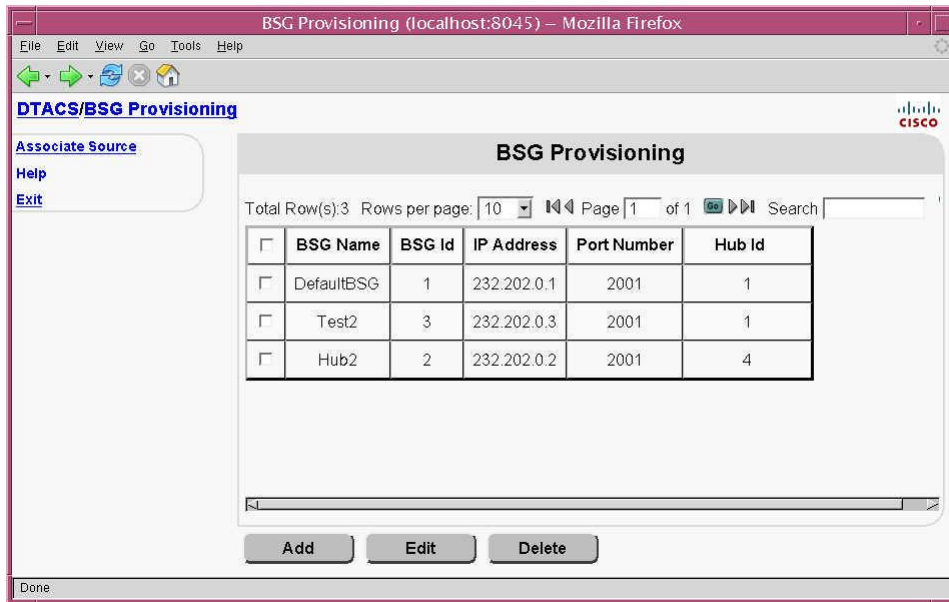 BSG Provisioning (localhost:8045) – Mozilla Firefox
File Edit View Go Tools Help
DTACS/BSG Provisioning
CISCO
Associate Source
Help
Exit
BSG Provisioning
Total Row(s):3 Rows per page: 10 Page 1 of 1 Go Search
BSG Name BSG Id IP Address Port Number Hub Id
DefaultBSG 1 232.202.0.1 2001 1
Test2 3 232.202.0.3 2001 1
Hub2 2 232.202.0.2 2001 4
Add Edit Delete
Done